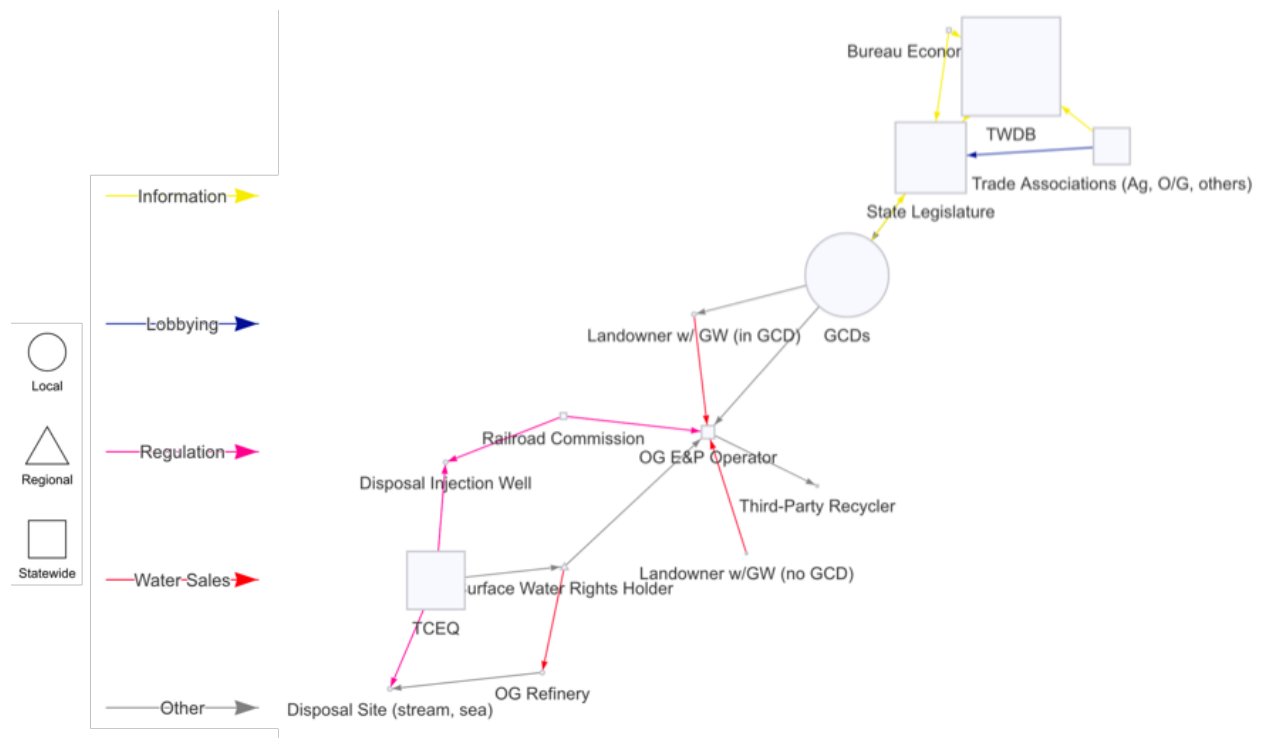 Bureau Econor
TWDB
Trade Associations (Ag, O/G, others)
Information
State Legislature
Lobbying
Landowner w/ GW (in GCD)
GCDs
Local
Railroad Commission
Regulation
OG E&P Operator
Regional
Disposal Injection Well
Third-Party Recycler
Statewide
Water Sales
Landowner w/GW (no GCD)
urface Water Rights Holder
TCEQ
OG Refinery
Other
Disposal Site (stream, sea)